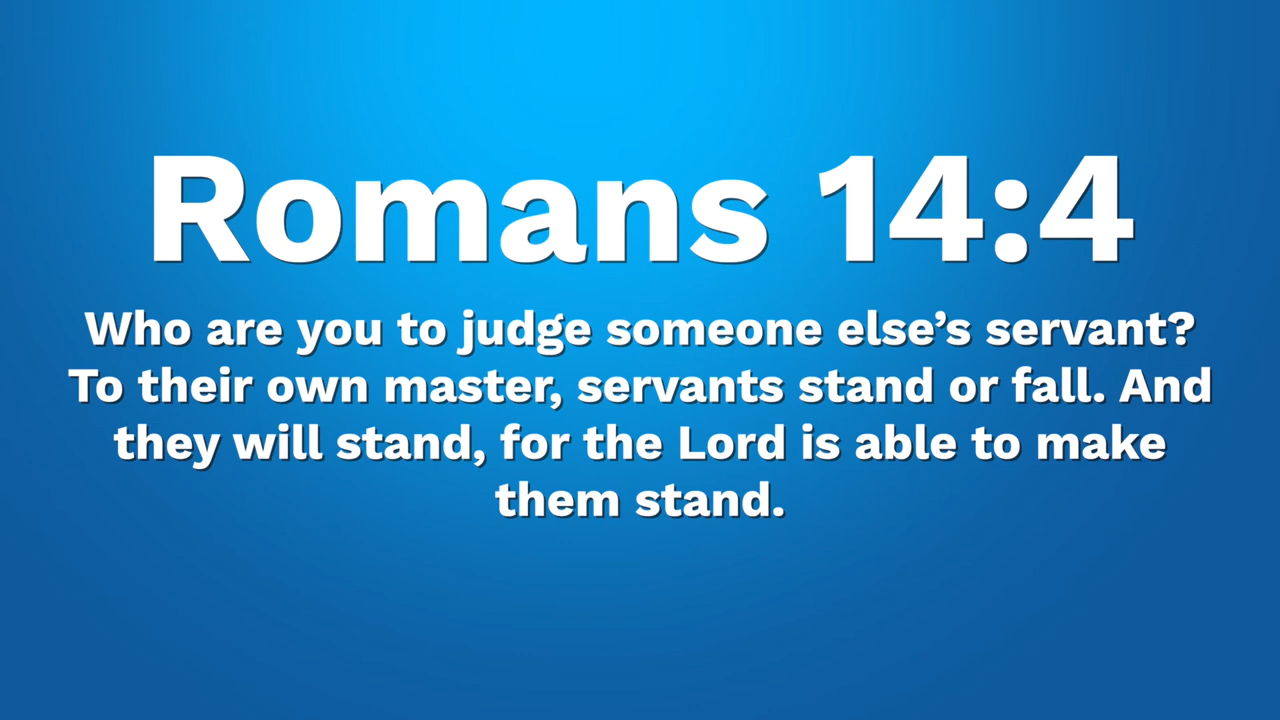 Romans 14:4
Who are you to judge someone else’s servant?
To their own master, servants stand or fall. And
they will stand, for the Lord is able to make
them stand.